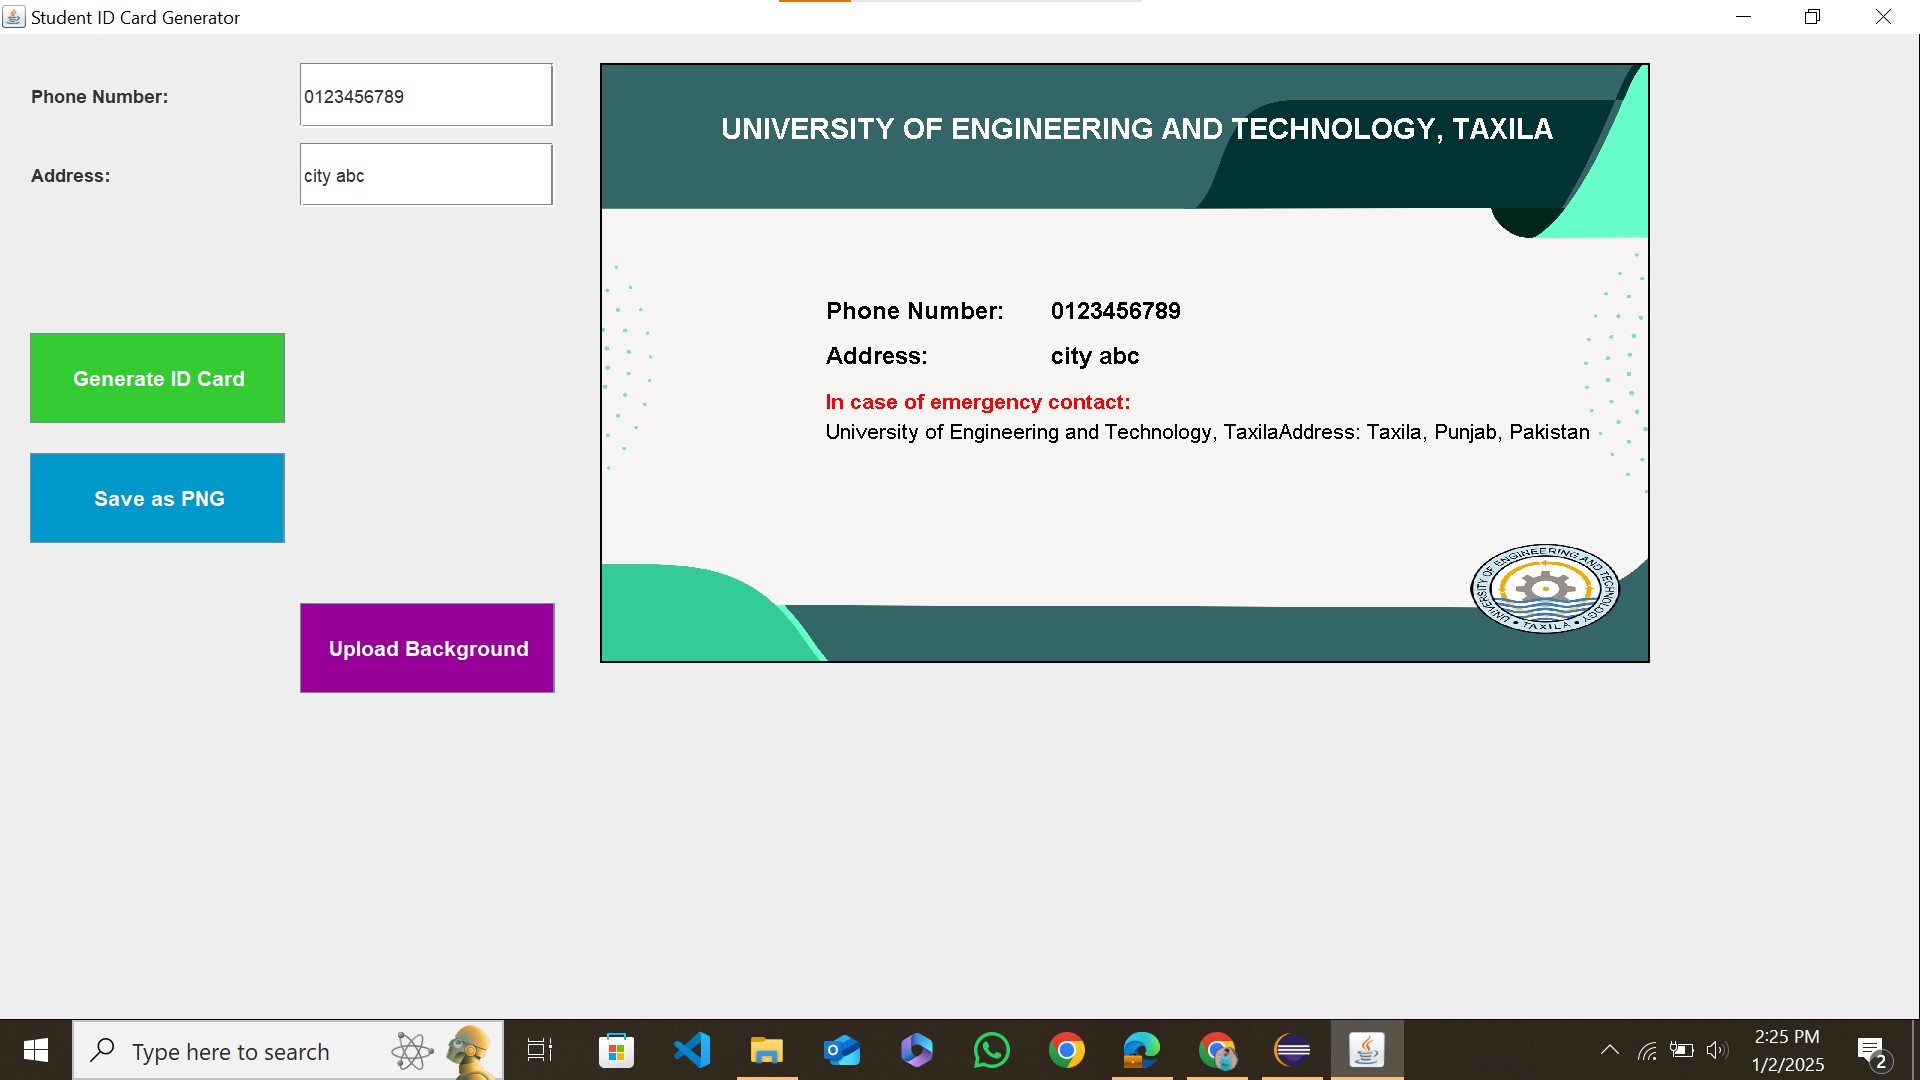 Student ID Card Generator
Phone Number:
0123456789
Address:
city abc
Generate ID Card
Save as PNG
Upload Background
UNIVERSITY OF ENGINEERING AND TECHNOLOGY, TAXILA
Phone Number: 0123456789
Address: city abc
In case of emergency contact:
University of Engineering and Technology, TaxilaAddress: Taxila, Punjab, Pakistan
UNIVERSITY OF ENGINEERING AND TECHNOLOGY
• TAXILA •
Type here to search
2:25 PM
1/2/2025
2